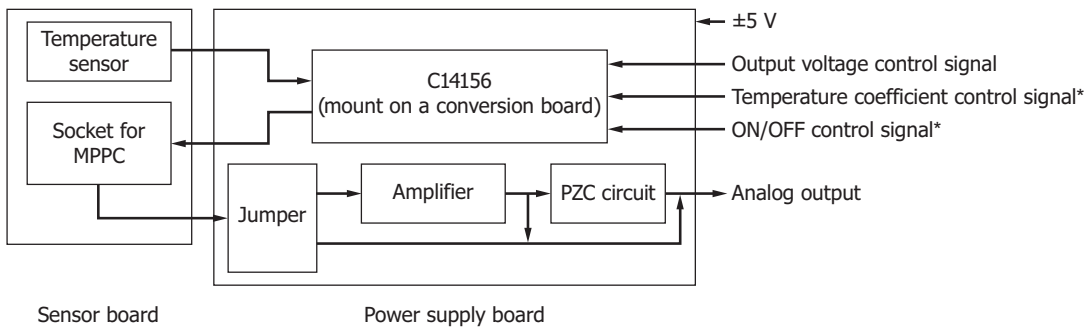 Temperature
sensor
Socket for
MPPC
C14156
(mount on a conversion board)
±5 V
Output voltage control signal
Temperature coefficient control signal*
ON/OFF control signal*
Jumper
Amplifier
PZC circuit
Analog output
Sensor board
Power supply board